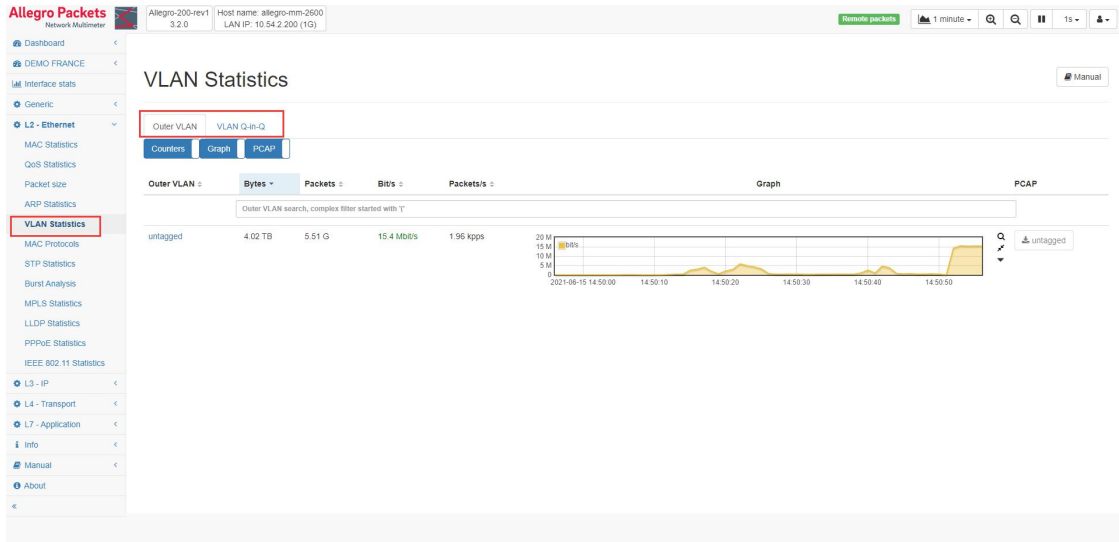 Allegro Packets
Network Multimeter
Allegro-200-rev1
3.2.0
Host name: allegro-mm-2600
LAN IP: 10.54.2.200 (1G)
Remote packets
1 minute
1s
Dashboard
DEMO FRANCE
Interface stats
Generic
L2 - Ethernet
MAC Statistics
QoS Statistics
Packet size
ARP Statistics
VLAN Statistics
MAC Protocols
STP Statistics
Burst Analysis
MPLS Statistics
LLDP Statistics
PPPoE Statistics
IEEE 802.11 Statistics
L3 - IP
L4 - Transport
L7 - Application
Info
Manual
About
«
VLAN Statistics
Manual
Outer VLAN VLAN Q-in-Q
Counters Graph PCAP
Outer VLAN Bytes Packets Bit/s Packets/s Graph PCAP
Outer VLAN search, complex filter started with '('
untagged 4.02 TB 5.51 G 15.4 Mbit/s 1.96 kpps
20 M
15 M
10 M
5 M
0
bit/s
2021-06-15 14:50:00 14:50:10 14:50:20 14:50:30 14:50:40 14:50:50
untagged